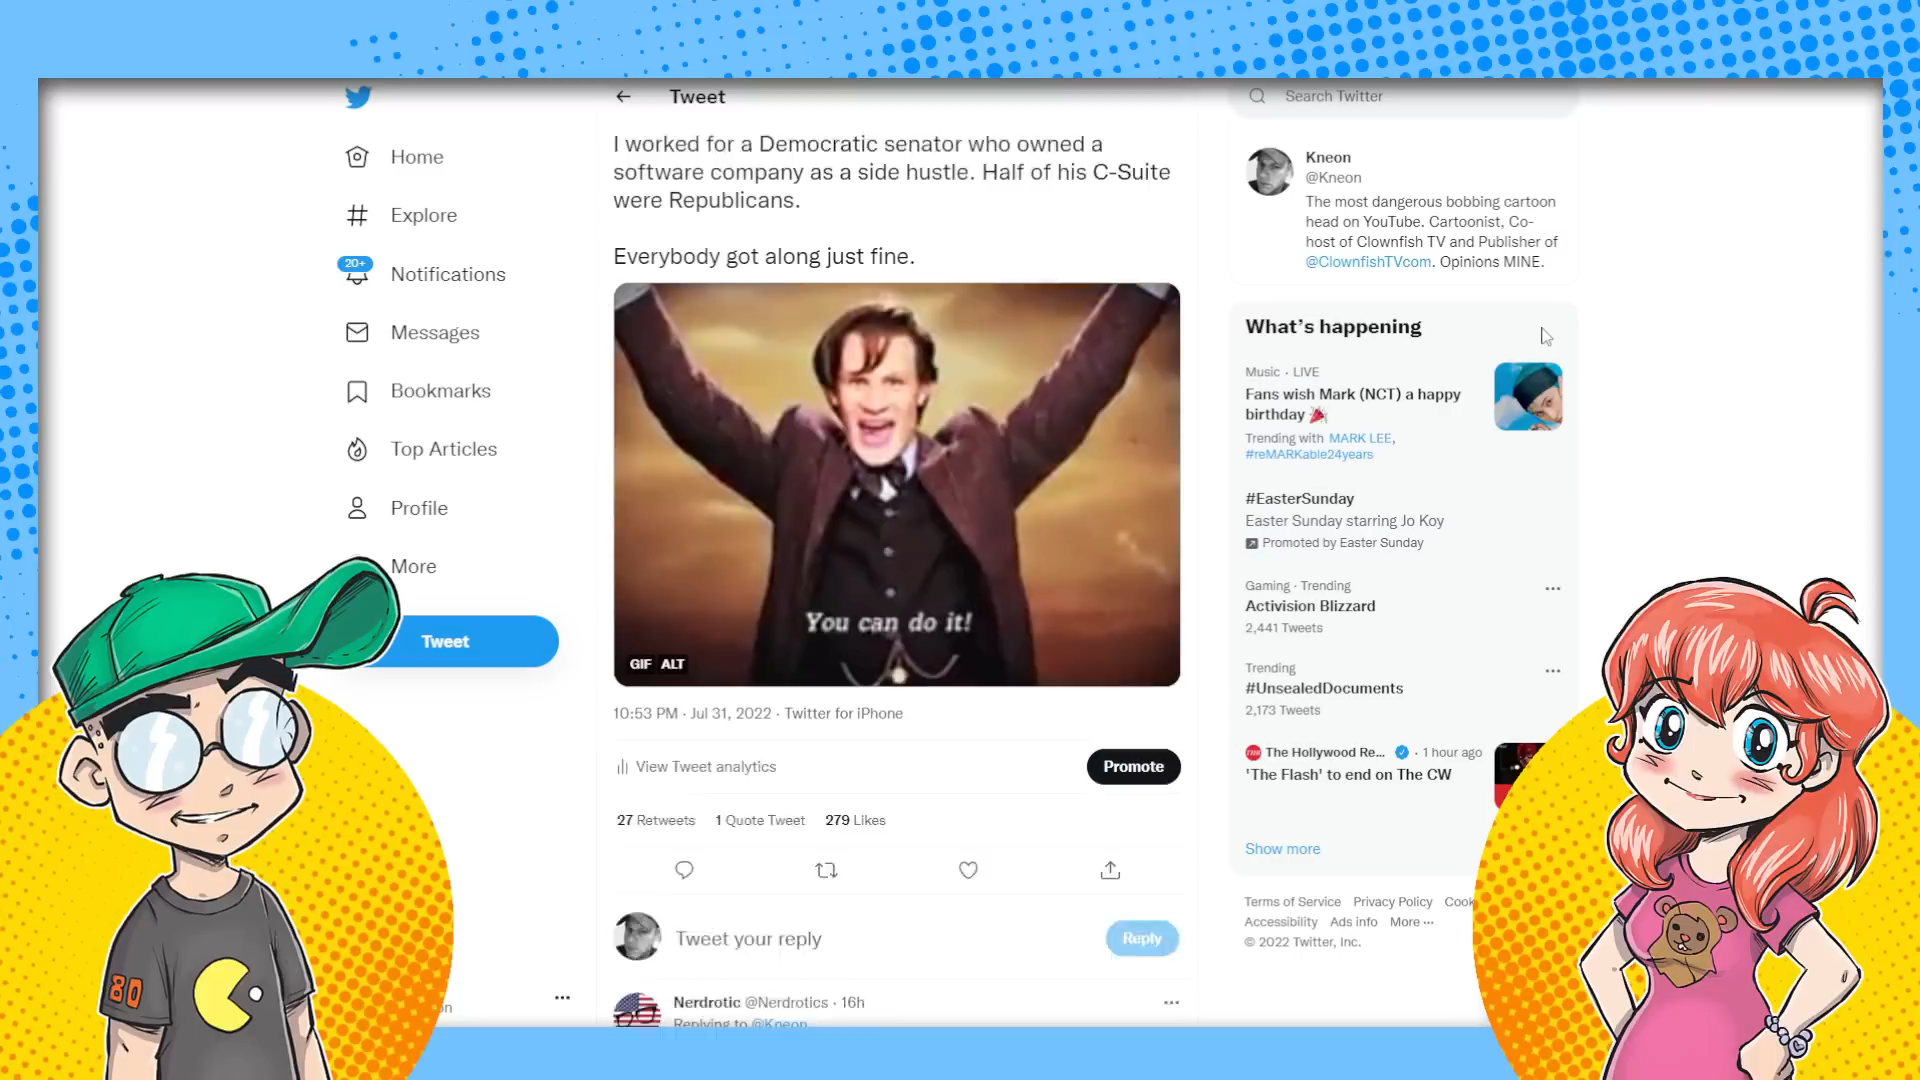 Home
Explore
20+
Notifications
Messages
Bookmarks
Top Articles
Profile
More
Tweet
80
Tweet
I worked for a Democratic senator who owned a
software company as a side hustle. Half of his C-Suite
were Republicans.
Everybody got along just fine.
You can do it!
GIF ALT
10:53 PM · Jul 31, 2022 · Twitter for iPhone
View Tweet analytics
Promote
27 Retweets 1 Quote Tweet 279 Likes
Tweet your reply
Reply
Nerdrotic @Nerdrotics · 16h
Replying to @Kneon
Search Twitter
Kneon
@Kneon
The most dangerous bobbing cartoon
head on YouTube. Cartoonist, Co-
host of Clownfish TV and Publisher of
@ClownfishTVcom. Opinions MINE.
What's happening
Music · LIVE
Fans wish Mark (NCT) a happy
birthday
Trending with MARK LEE,
#reMARKable24years
#EasterSunday
Easter Sunday starring Jo Koy
Promoted by Easter Sunday
Gaming · Trending
Activision Blizzard
2,441 Tweets
Trending
#UnsealedDocuments
2,173 Tweets
The Hollywood Re... · 1 hour ago
'The Flash' to end on The CW
Show more
Terms of Service Privacy Policy Cook
Accessibility Ads info More ···
© 2022 Twitter, Inc.